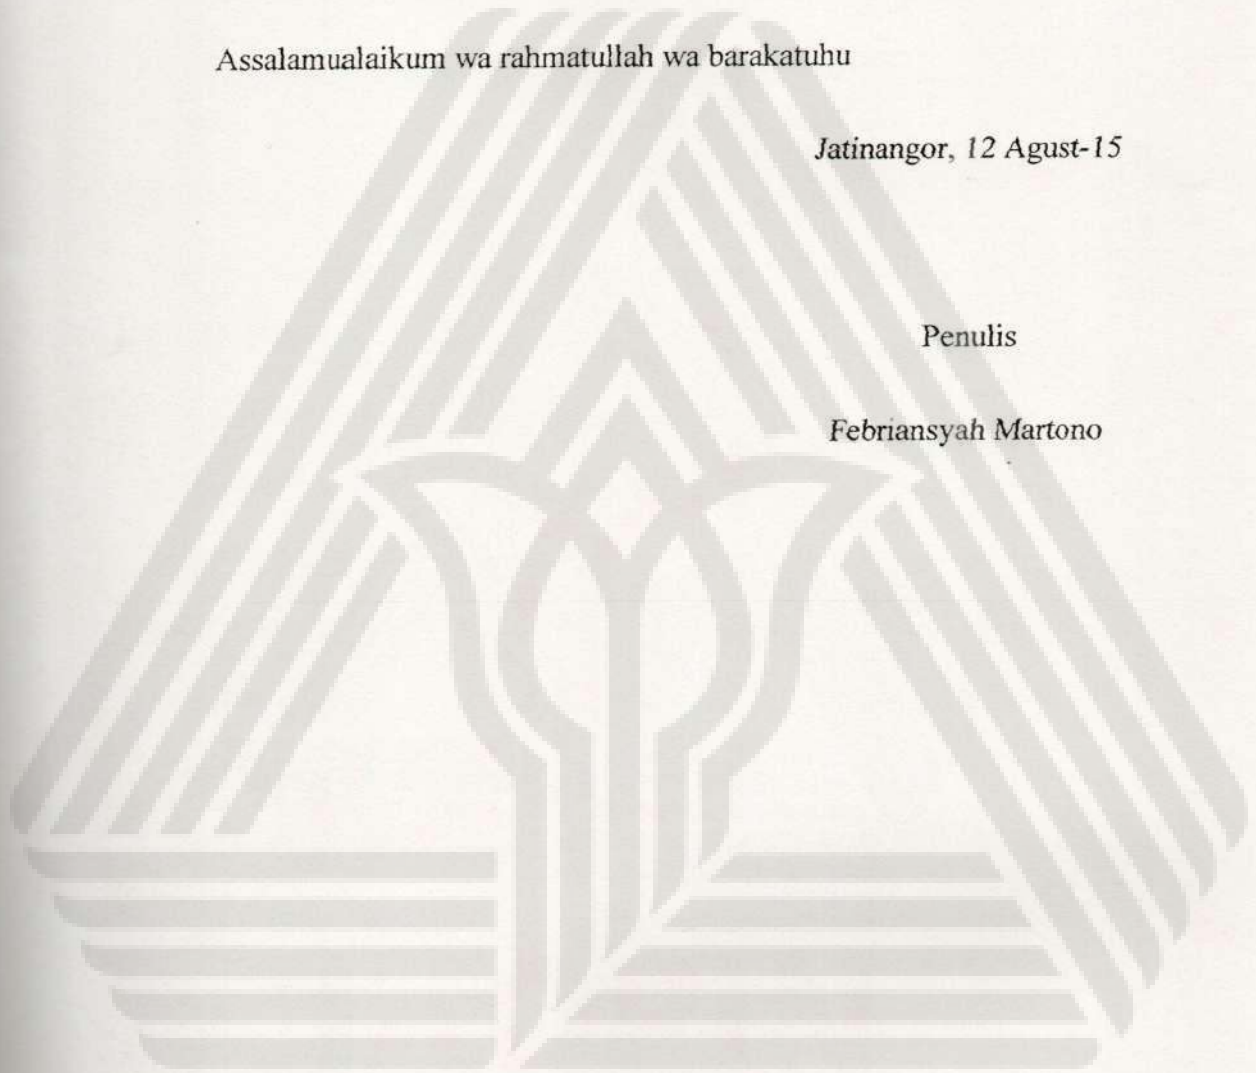 Assalamualaikum wa rahmatullah wa barakatuhu
Jatinangor, 12 Agust-15
Penulis
Febriansyah Martono